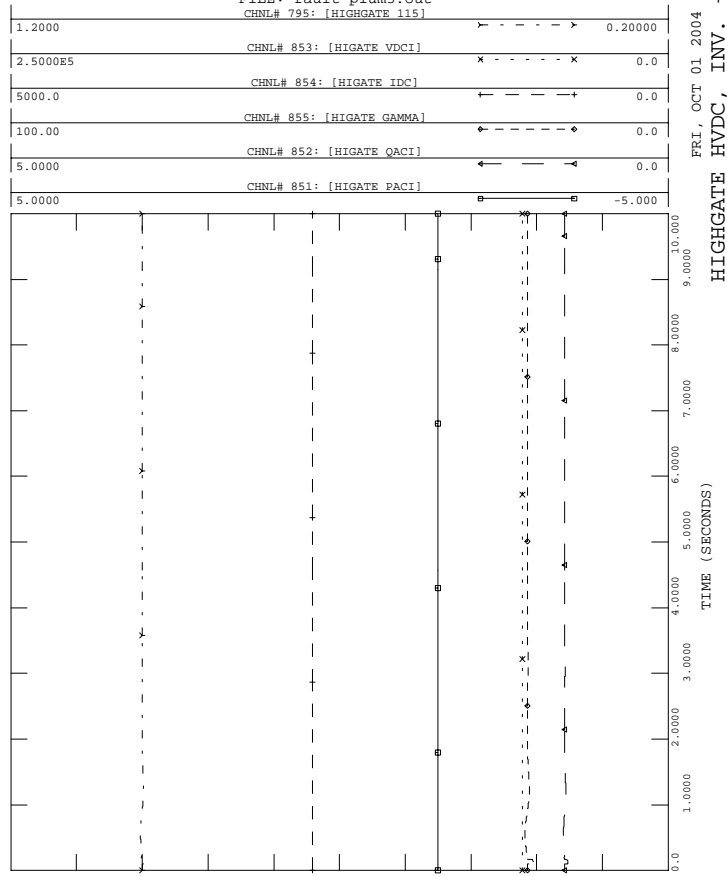 FILE: fault plum3.out
CHNL# 795: [HIGHGATE 115]
1.2000 0.20000
CHNL# 853: [HIGATE VDCI]
2.5000E5 0.0
CHNL# 854: [HIGATE IDC]
5000.0 0.0
CHNL# 855: [HIGATE GAMMA]
100.00 0.0
CHNL# 852: [HIGATE QACI]
5.0000 0.0
CHNL# 851: [HIGATE PACI]
5.0000 -5.000
FRI, OCT 01 2004
HIGHGATE HVDC, INV.
10.000
9.0000
8.0000
7.0000
6.0000
5.0000
4.0000
3.0000
2.0000
1.0000
0.0
TIME (SECONDS)